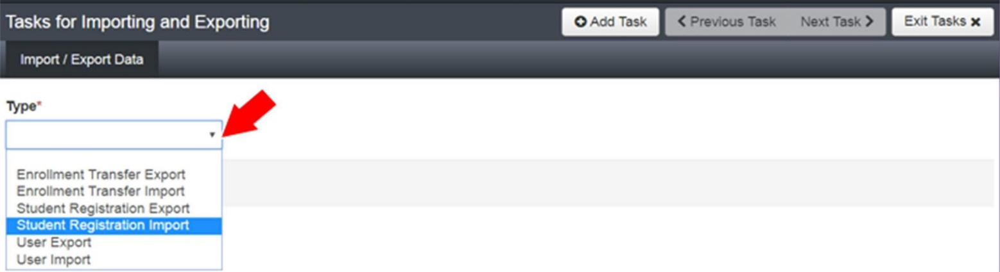 Tasks for Importing and Exporting
Add Task
Previous Task
Next Task
Exit Tasks
Import / Export Data
Type*
Enrollment Transfer Export
Enrollment Transfer Import
Student Registration Export
Student Registration Import
User Export
User Import